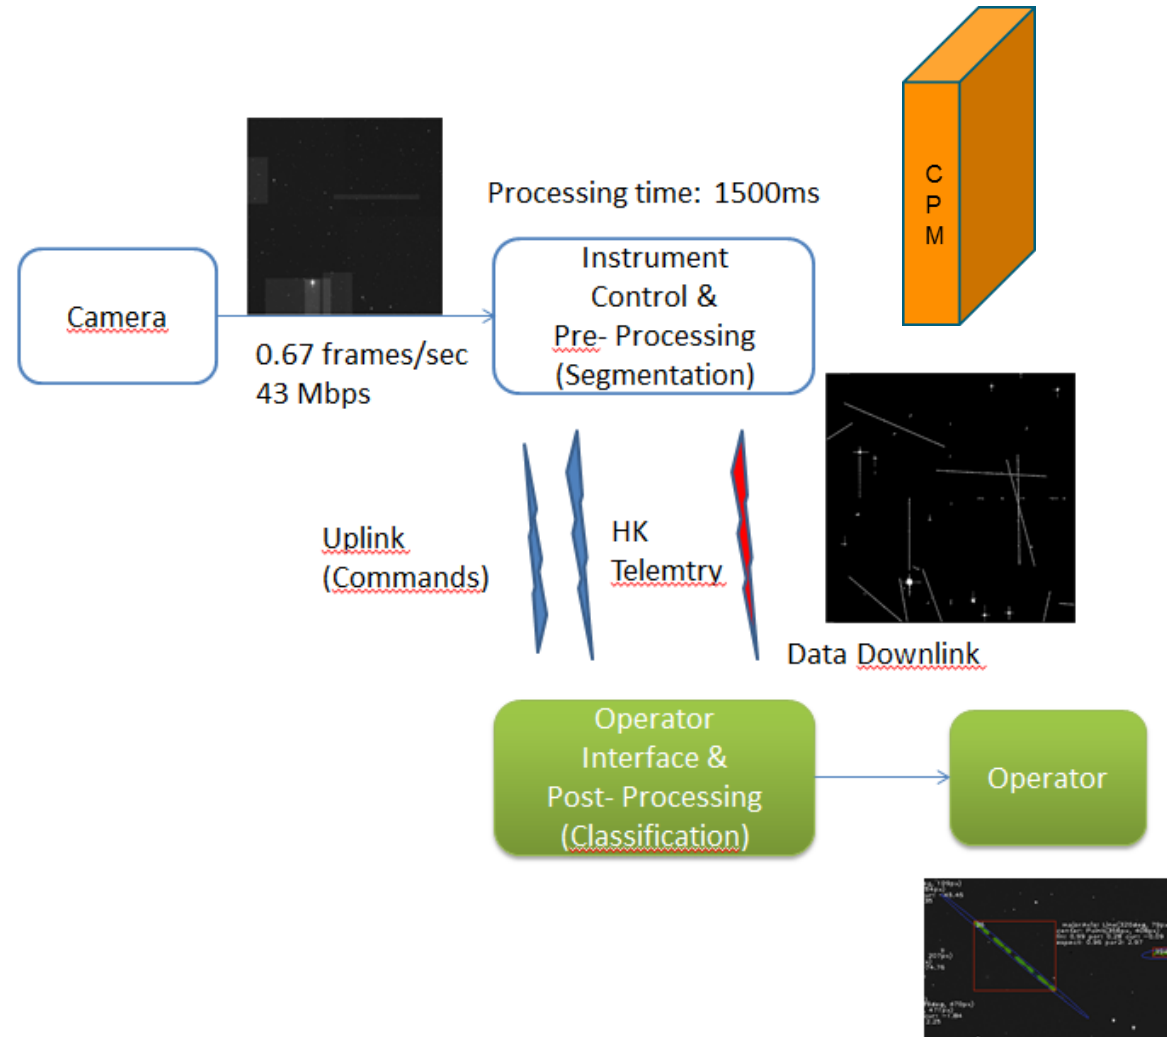 C
P
M
Processing time: 1500ms
Camera
Instrument
Control &
Pre- Processing
(Segmentation)
0.67 frames/sec
43 Mbps
Uplink
(Commands)
HK
Telemtry
Data Downlink
Operator
Interface &
Post- Processing
(Classification)
Operator